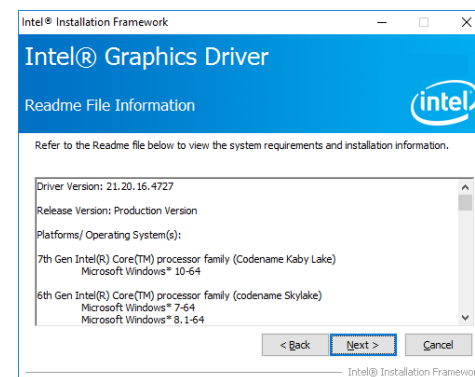 Intel® Installation Framework
Intel® Graphics Driver
Readme File Information
intel
Refer to the Readme file below to view the system requirements and installation information.
Driver Version: 21.20.16.4727
Release Version: Production Version
Platforms/ Operating System(s):
7th Gen Intel(R) Core(TM) processor family (Codename Kaby Lake)
Microsoft Windows* 10-64
6th Gen Intel(R) Core(TM) processor family (codename Skylake)
Microsoft Windows* 7-64
Microsoft Windows* 8.1-64
< Back Next > Cancel
Intel® Installation Framewor